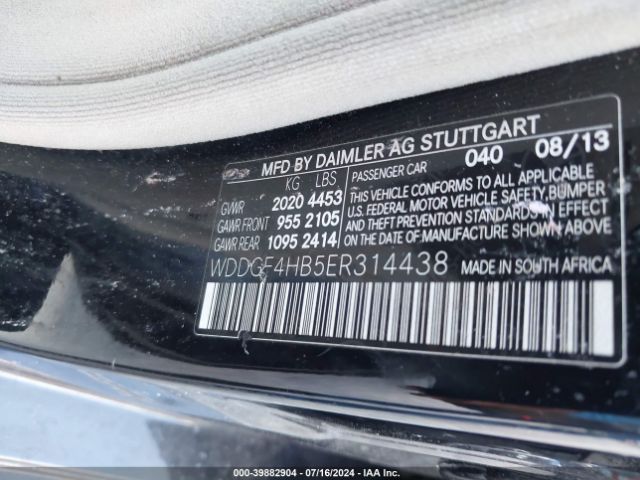 MFD BY DAIMLER AG STUTTGART
KG LBS PASSENGER CAR 040 08/13
GVWR 2020 4453
GAWR FRONT 955 2105
GAWR REAR 1095 2414
THIS VEHICLE CONFORMS TO ALL APPLICABLE
U.S. FEDERAL MOTOR VEHICLE SAFETY, BUMPER
AND THEFT PREVENTION STANDARDS IN EFFECT ON
THE DATE OF MANUFACTURE SHOWN ABOVE
WDDGF4HB5ER314438 MADE IN SOUTH AFRICA
000-39882904 | 07/16/2024 | IAA Inc.